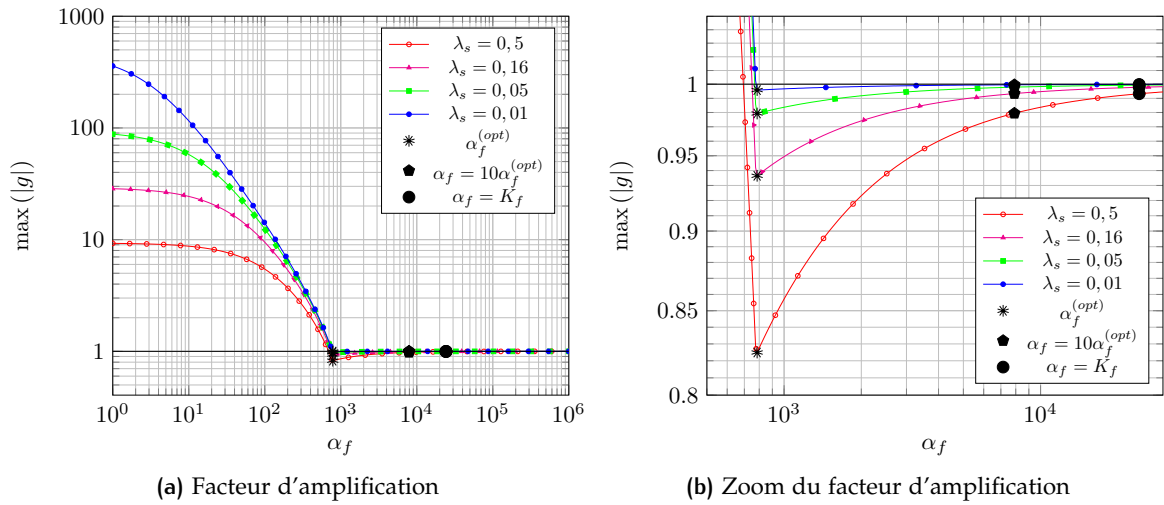 1000
100
10
1
10^0
10^1
10^2
10^3
10^4
10^5
10^6
max (|g|)
α_f
λ_s = 0, 5
λ_s = 0, 16
λ_s = 0, 05
λ_s = 0, 01
α_f^{(opt)}
α_f = 10α_f^{(opt)}
α_f = K_f
(a) Facteur d'amplification
1
0.95
0.9
0.85
0.8
10^3
10^4
max (|g|)
α_f
λ_s = 0, 5
λ_s = 0, 16
λ_s = 0, 05
λ_s = 0, 01
α_f^{(opt)}
α_f = 10α_f^{(opt)}
α_f = K_f
(b) Zoom du facteur d'amplification